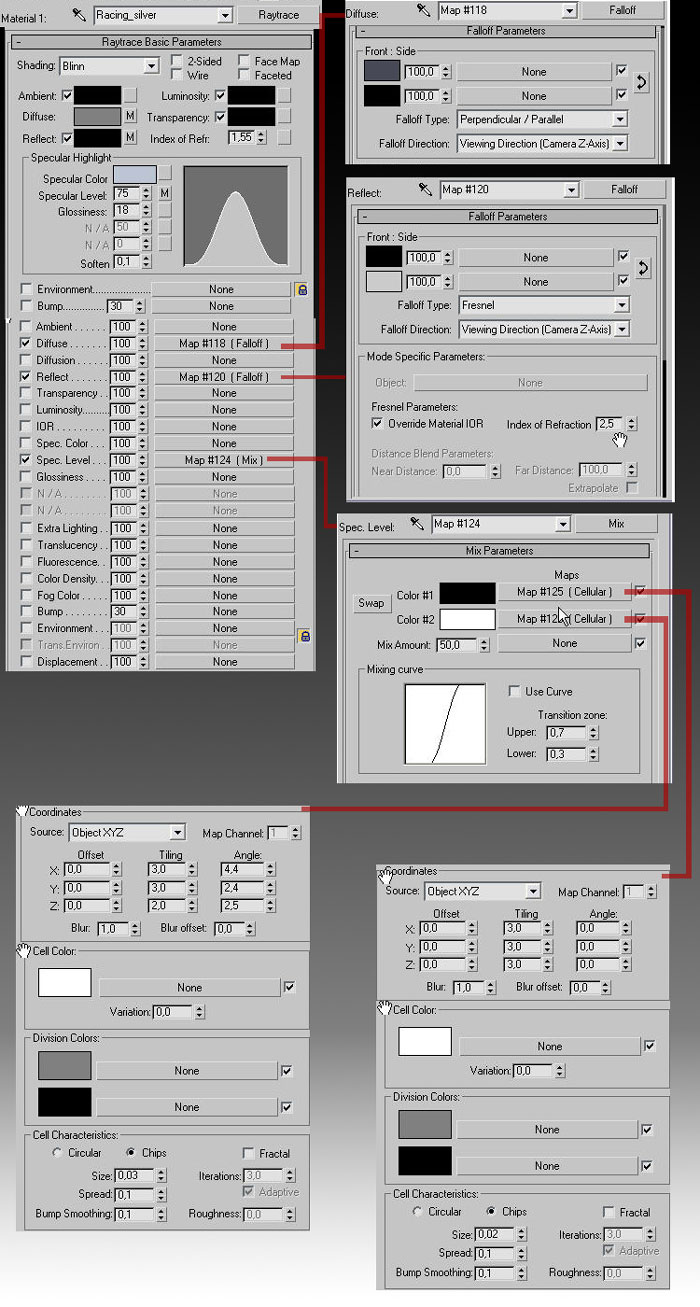 Material 1: Racing_silver Raytrace
- Raytrace Basic Parameters
Shading: Blinn 2-Sided Face Map
Wire Faceted
Ambient: Luminosity:
Diffuse: M Transparency:
Reflect: Index of Refr: 1,55
Specular Highlight
Specular Color
Specular Level: 75 M
Glossiness: 18
N / A 50
N / A 0
Soften 0,1
Environment.................... None
Bump......... 30 None
Ambient . . . . . . 100 None
Diffuse . . . . . . . 100 Map #118 ( Falloff )
Diffusion . . . . . 100 None
Reflect . . . . . . . 100 Map #120 ( Falloff )
Transparency . . 100 None
Luminosity......... 100 None
IOR . . . . . . . . . 100 None
Spec. Color . . . 100 None
Spec. Level . . . 100 Map #124 ( Mix )
Glossiness . . . . 100 None
N / A . . . . . . . . 100 None
N / A . . . . . . . . 100 None
Extra Lighting . . 100 None
Translucency . . 100 None
Fluorescence. . 100 None
Color Density. . . 100 None
Fog Color . . . . . 100 None
Bump . . . . . . . . 30 None
Environment . . . 100 None
Trans.Environ . . 100 None
Displacement . . 100 None
Diffuse: Map #118 Falloff
- Falloff Parameters
Front : Side
100,0 None
100,0 None
Falloff Type: Perpendicular / Parallel
Falloff Direction: Viewing Direction (Camera Z-Axis)
Reflect: Map #120 Falloff
- Falloff Parameters
Front : Side
100,0 None
100,0 None
Falloff Type: Fresnel
Falloff Direction: Viewing Direction (Camera Z-Axis)
Mode Specific Parameters:
Object: None
Fresnel Parameters:
Override Material IOR Index of Refraction 2,5
Distance Blend Parameters:
Near Distance: 0,0 Far Distance: 100,0
Extrapolate
Spec. Level: Map #124 Mix
- Mix Parameters
Maps
Swap Color #1 Map #125 ( Cellular )
Color #2 ( Cellular )
Mix Amount: 50,0 None
Mixing curve
Use Curve
Transition zone:
Upper: 0,7
Lower: 0,3
Coordinates
Source: Object XYZ Map Channel: 1
Offset Tiling Angle:
X: 0,0 3,0 4,4
Y: 0,0 3,0 2,4
Z: 0,0 2,0 2,5
Blur: 1,0 Blur offset: 0,0
Cell Color:
None
Variation: 0,0
Division Colors:
None
None
Cell Characteristics:
Circular Chips Fractal
Size: 0,03 Iterations: 3,0
Spread: 0,1 Adaptive
Bump Smoothing: 0,1 Roughness: 0,0
Coordinates
Source: Object XYZ Map Channel: 1
Offset Tiling Angle:
X: 0,0 3,0 0,0
Y: 0,0 3,0 0,0
Z: 0,0 3,0 0,0
Blur: 1,0 Blur offset: 0,0
Cell Color:
None
Variation: 0,0
Division Colors:
None
None
Cell Characteristics:
Circular Chips Fractal
Size: 0,02 Iterations: 3,0
Spread: 0,1 Adaptive
Bump Smoothing: 0,1 Roughness: 0,0